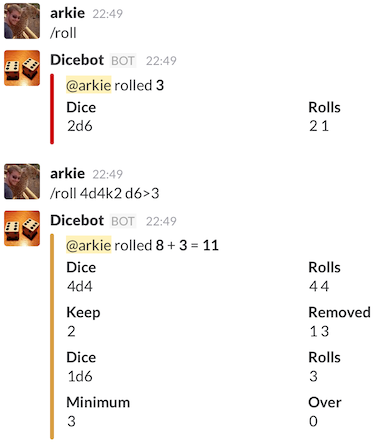 arkie 22:49
/roll
Dicebot BOT 22:49
@arkie rolled 3
Dice Rolls
2d6 2 1
arkie 22:49
/roll 4d4k2 d6>3
Dicebot BOT 22:49
@arkie rolled 8 + 3 = 11
Dice Rolls
4d4 4 4
Keep Removed
2 1 3
Dice Rolls
1d6 3
Minimum Over
3 0